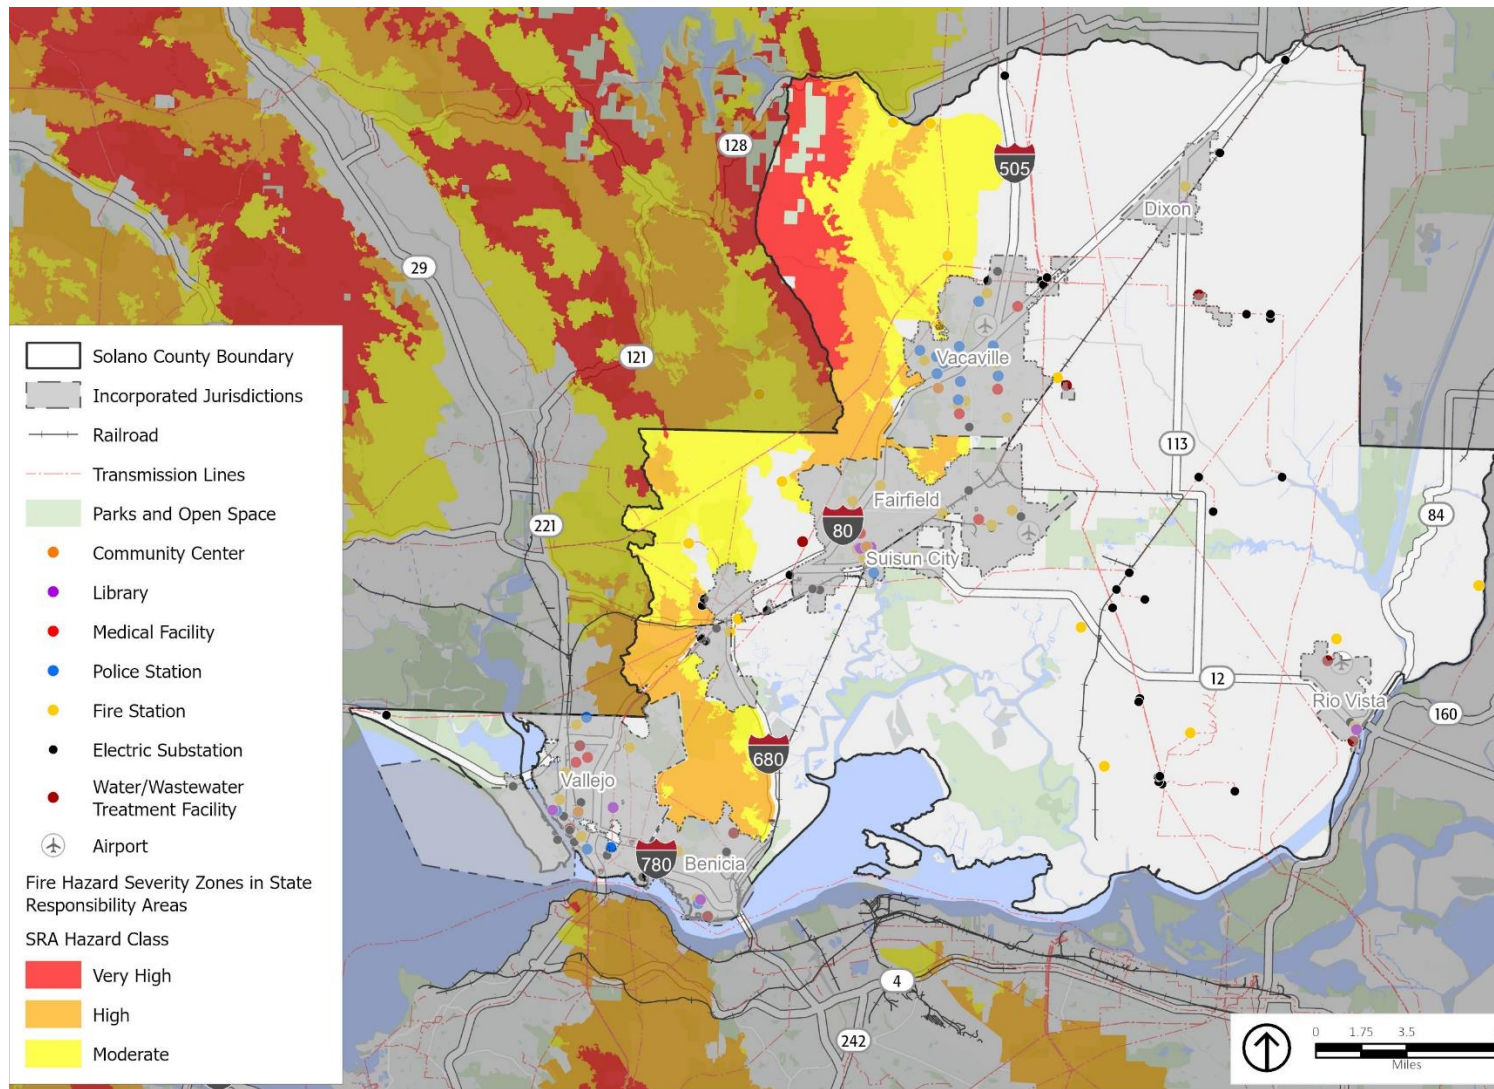 128
505
Dixon
29
121
Vacaville
113
84
Fairfield
80
221
Suisun City
12
Rio Vista
160
680
Vallejo
780
Benicia
4
242
Solano County Boundary
Incorporated Jurisdictions
Railroad
Transmission Lines
Parks and Open Space
Community Center
Library
Medical Facility
Police Station
Fire Station
Electric Substation
Water/Wastewater
Treatment Facility
Airport
Fire Hazard Severity Zones in State
Responsibility Areas
SRA Hazard Class
Very High
High
Moderate
0 1.75 3.5
Miles